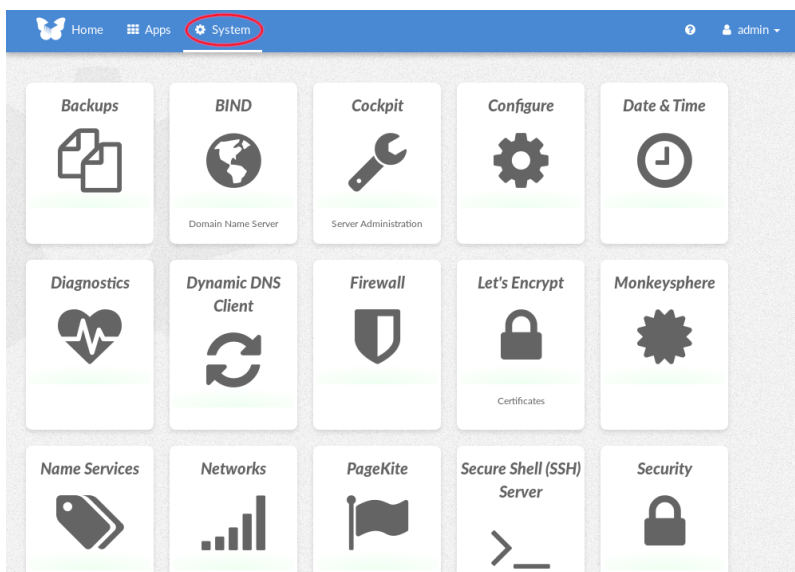 Home Apps System admin
Backups BIND Cockpit Configure Date & Time
Domain Name Server Server Administration
Diagnostics Dynamic DNS Firewall Let's Encrypt Monkeysphere
Client
Certificates
Name Services Networks PageKite Secure Shell (SSH) Security
Server